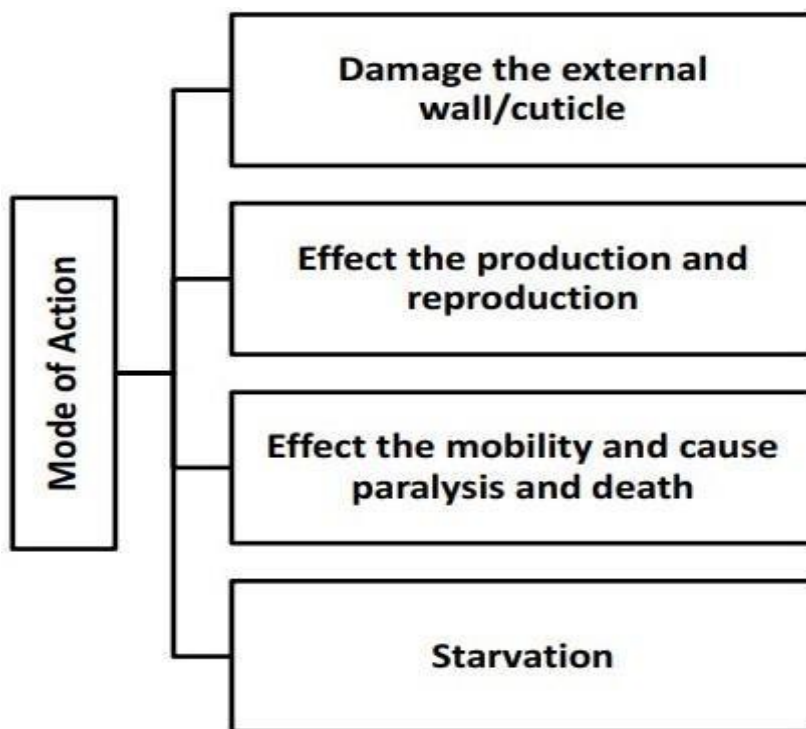 Mode of Action
Damage the external
wall/cuticle
Effect the production and
reproduction
Effect the mobility and cause
paralysis and death
Starvation